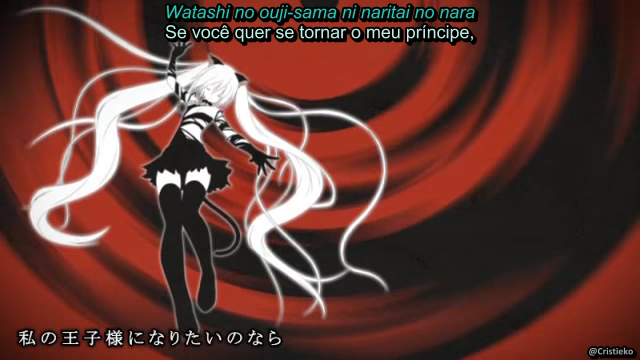 Watashi no ouji-sama ni naritai no nara
Se você quer se tornar o meu príncipe,
私の王子様になりたいのなら
@Cristieko